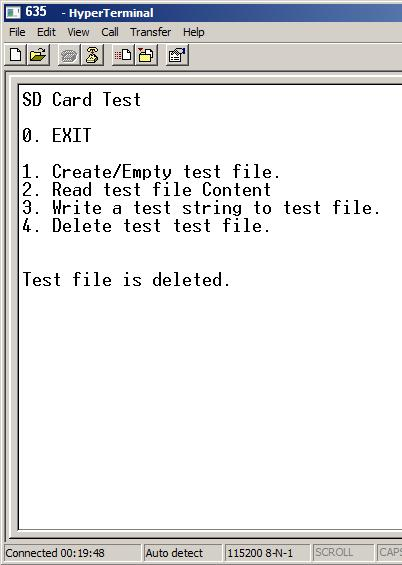 635 - HyperTerminal
File Edit View Call Transfer Help
SD Card Test
0. EXIT
1. Create/Empty test file.
2. Read test file Content
3. Write a test string to test file.
4. Delete test test file.
Test file is deleted.
Connected 00:19:48 Auto detect 115200 8-N-1 SCROLL CAPS